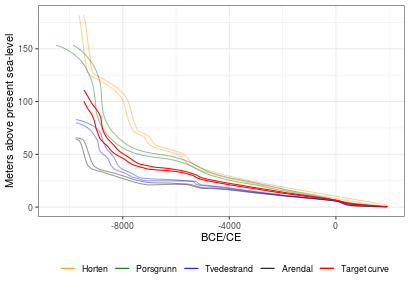 Meters above present sea-level
150
100
50
0
-8000 -4000 0
BCE/CE
Horten Porsgrunn Tvedestrand Arendal Target curve